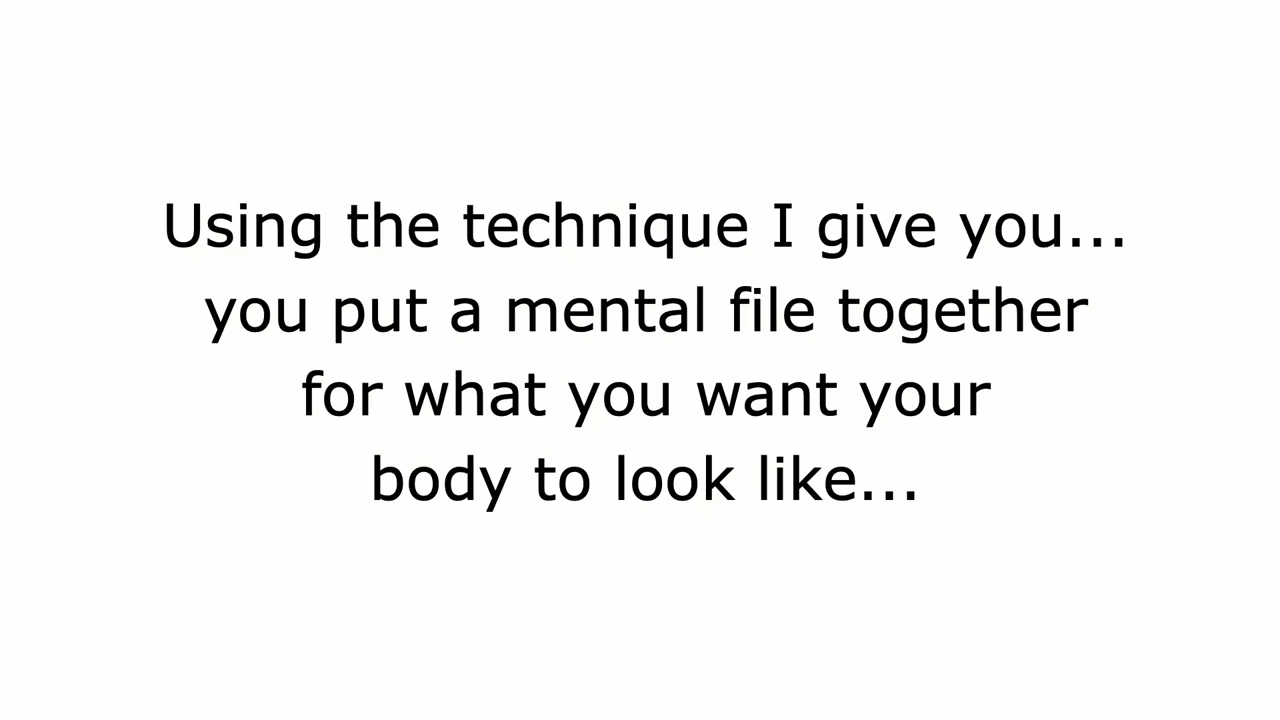 Using the technique I give you...
you put a mental file together
for what you want your
body to look like...